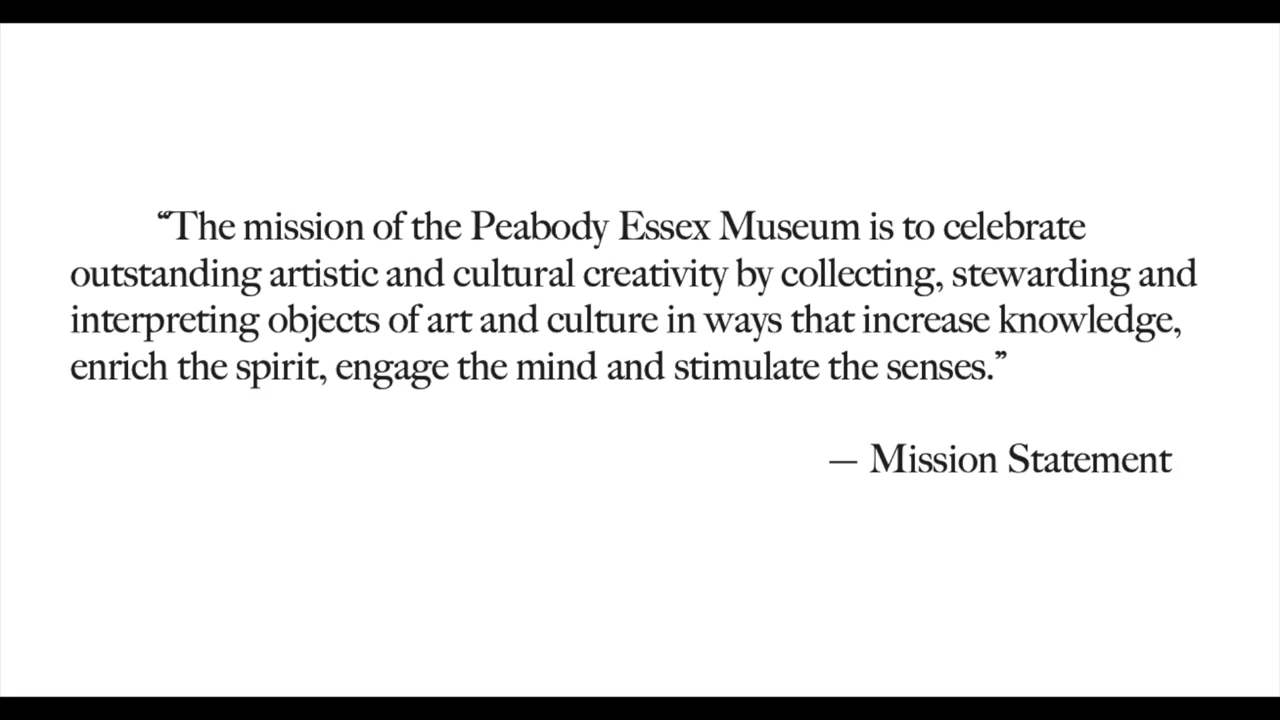 “The mission of the Peabody Essex Museum is to celebrate
outstanding artistic and cultural creativity by collecting, stewarding and
interpreting objects of art and culture in ways that increase knowledge,
enrich the spirit, engage the mind and stimulate the senses.”
— Mission Statement